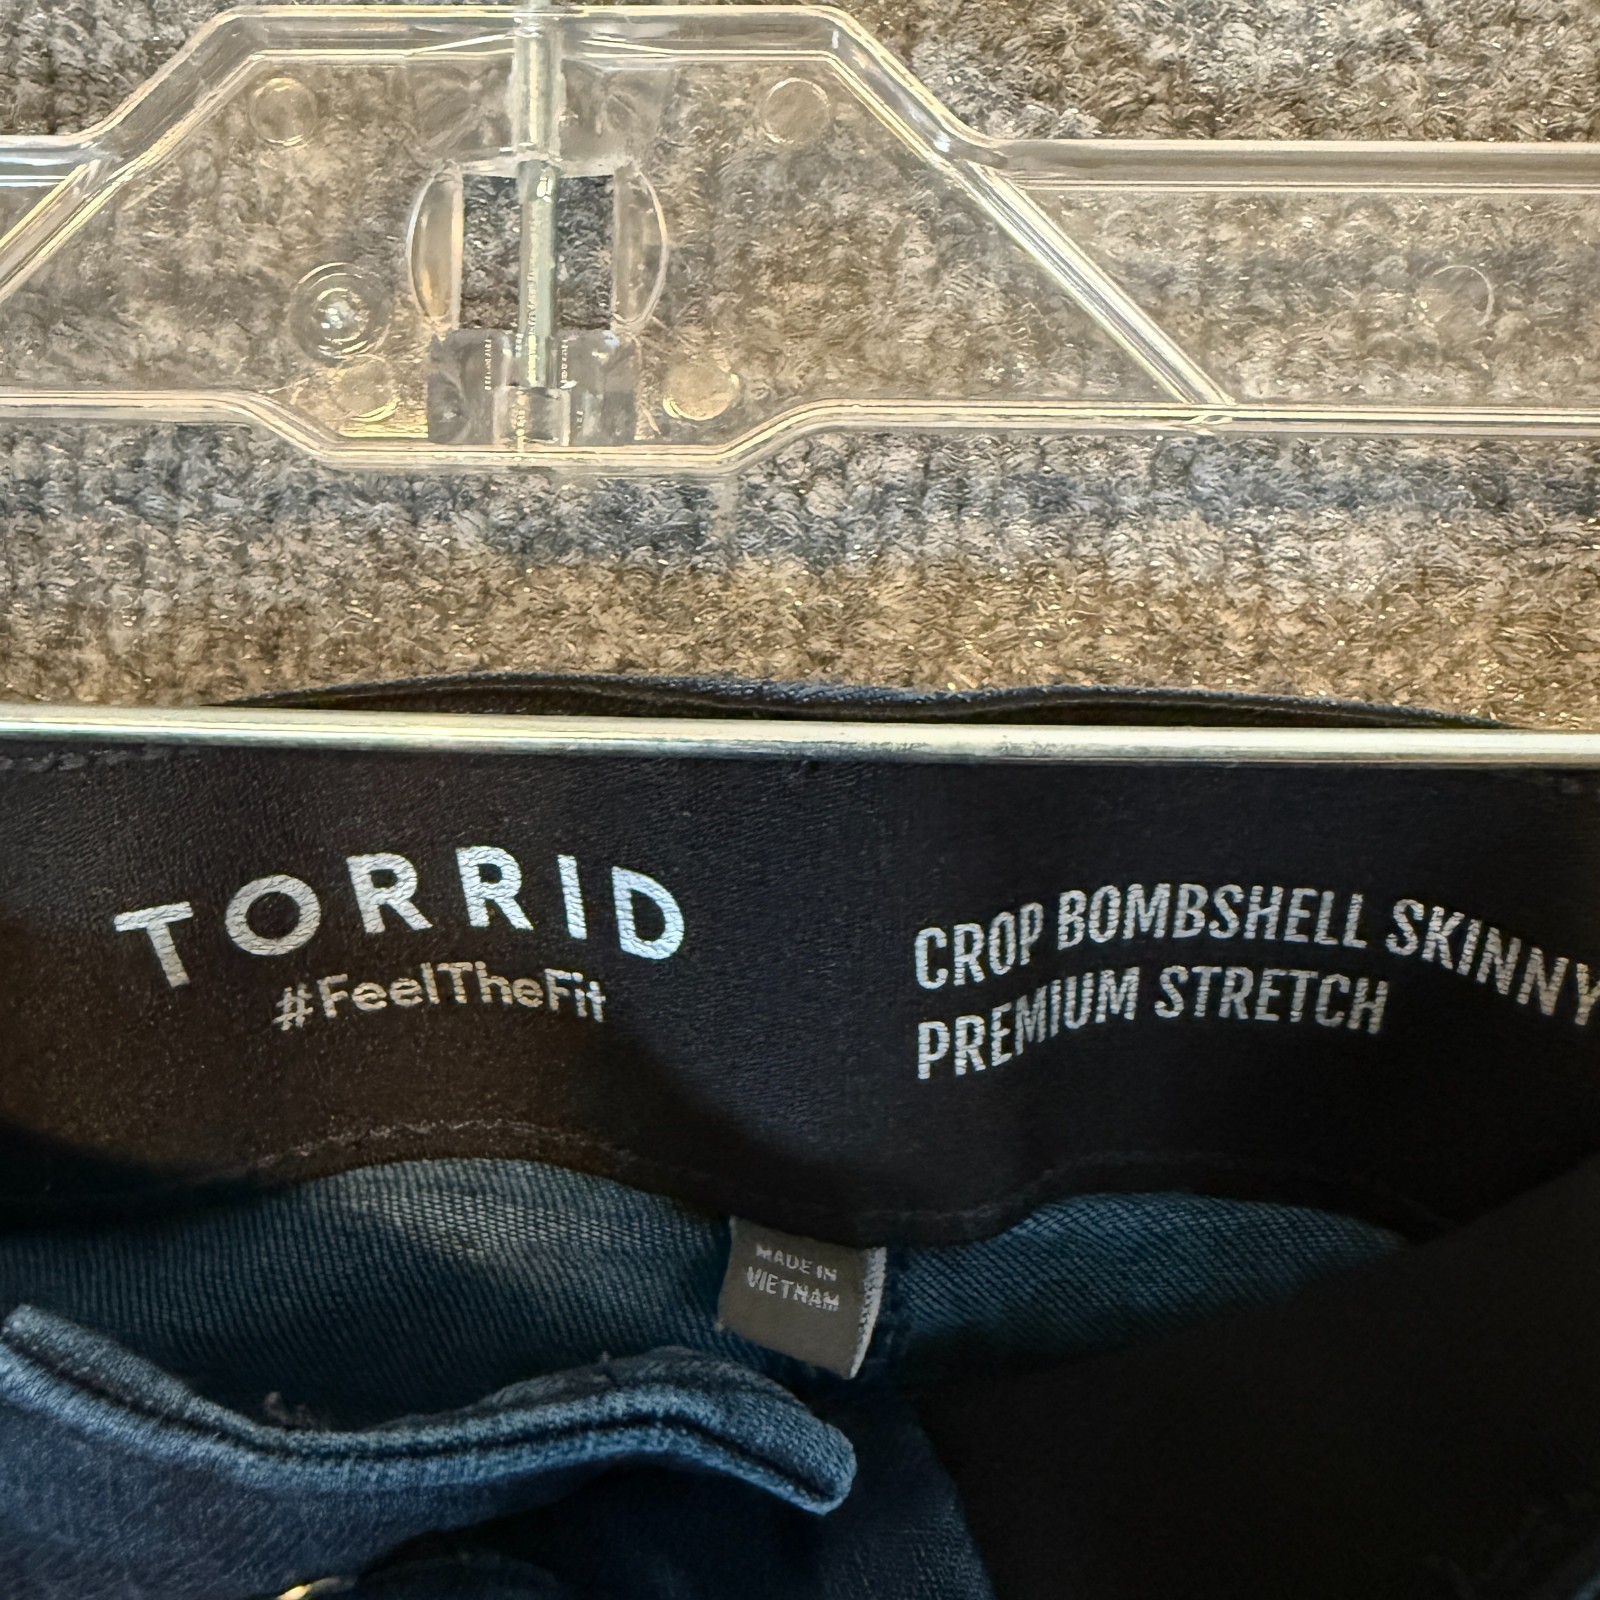 TORRID
#FeelTheFit
CROP BOMBSHELL SKINNY
PREMIUM STRETCH
MADE IN
VIETNAM